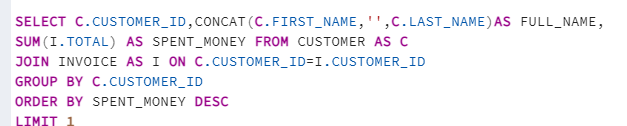 SELECT C.CUSTOMER_ID,CONCAT(C.FIRST_NAME,'',C.LAST_NAME)AS FULL_NAME,
SUM(I.TOTAL) AS SPENT_MONEY FROM CUSTOMER AS C
JOIN INVOICE AS I ON C.CUSTOMER_ID=I.CUSTOMER_ID
GROUP BY C.CUSTOMER_ID
ORDER BY SPENT_MONEY DESC
LIMIT 1